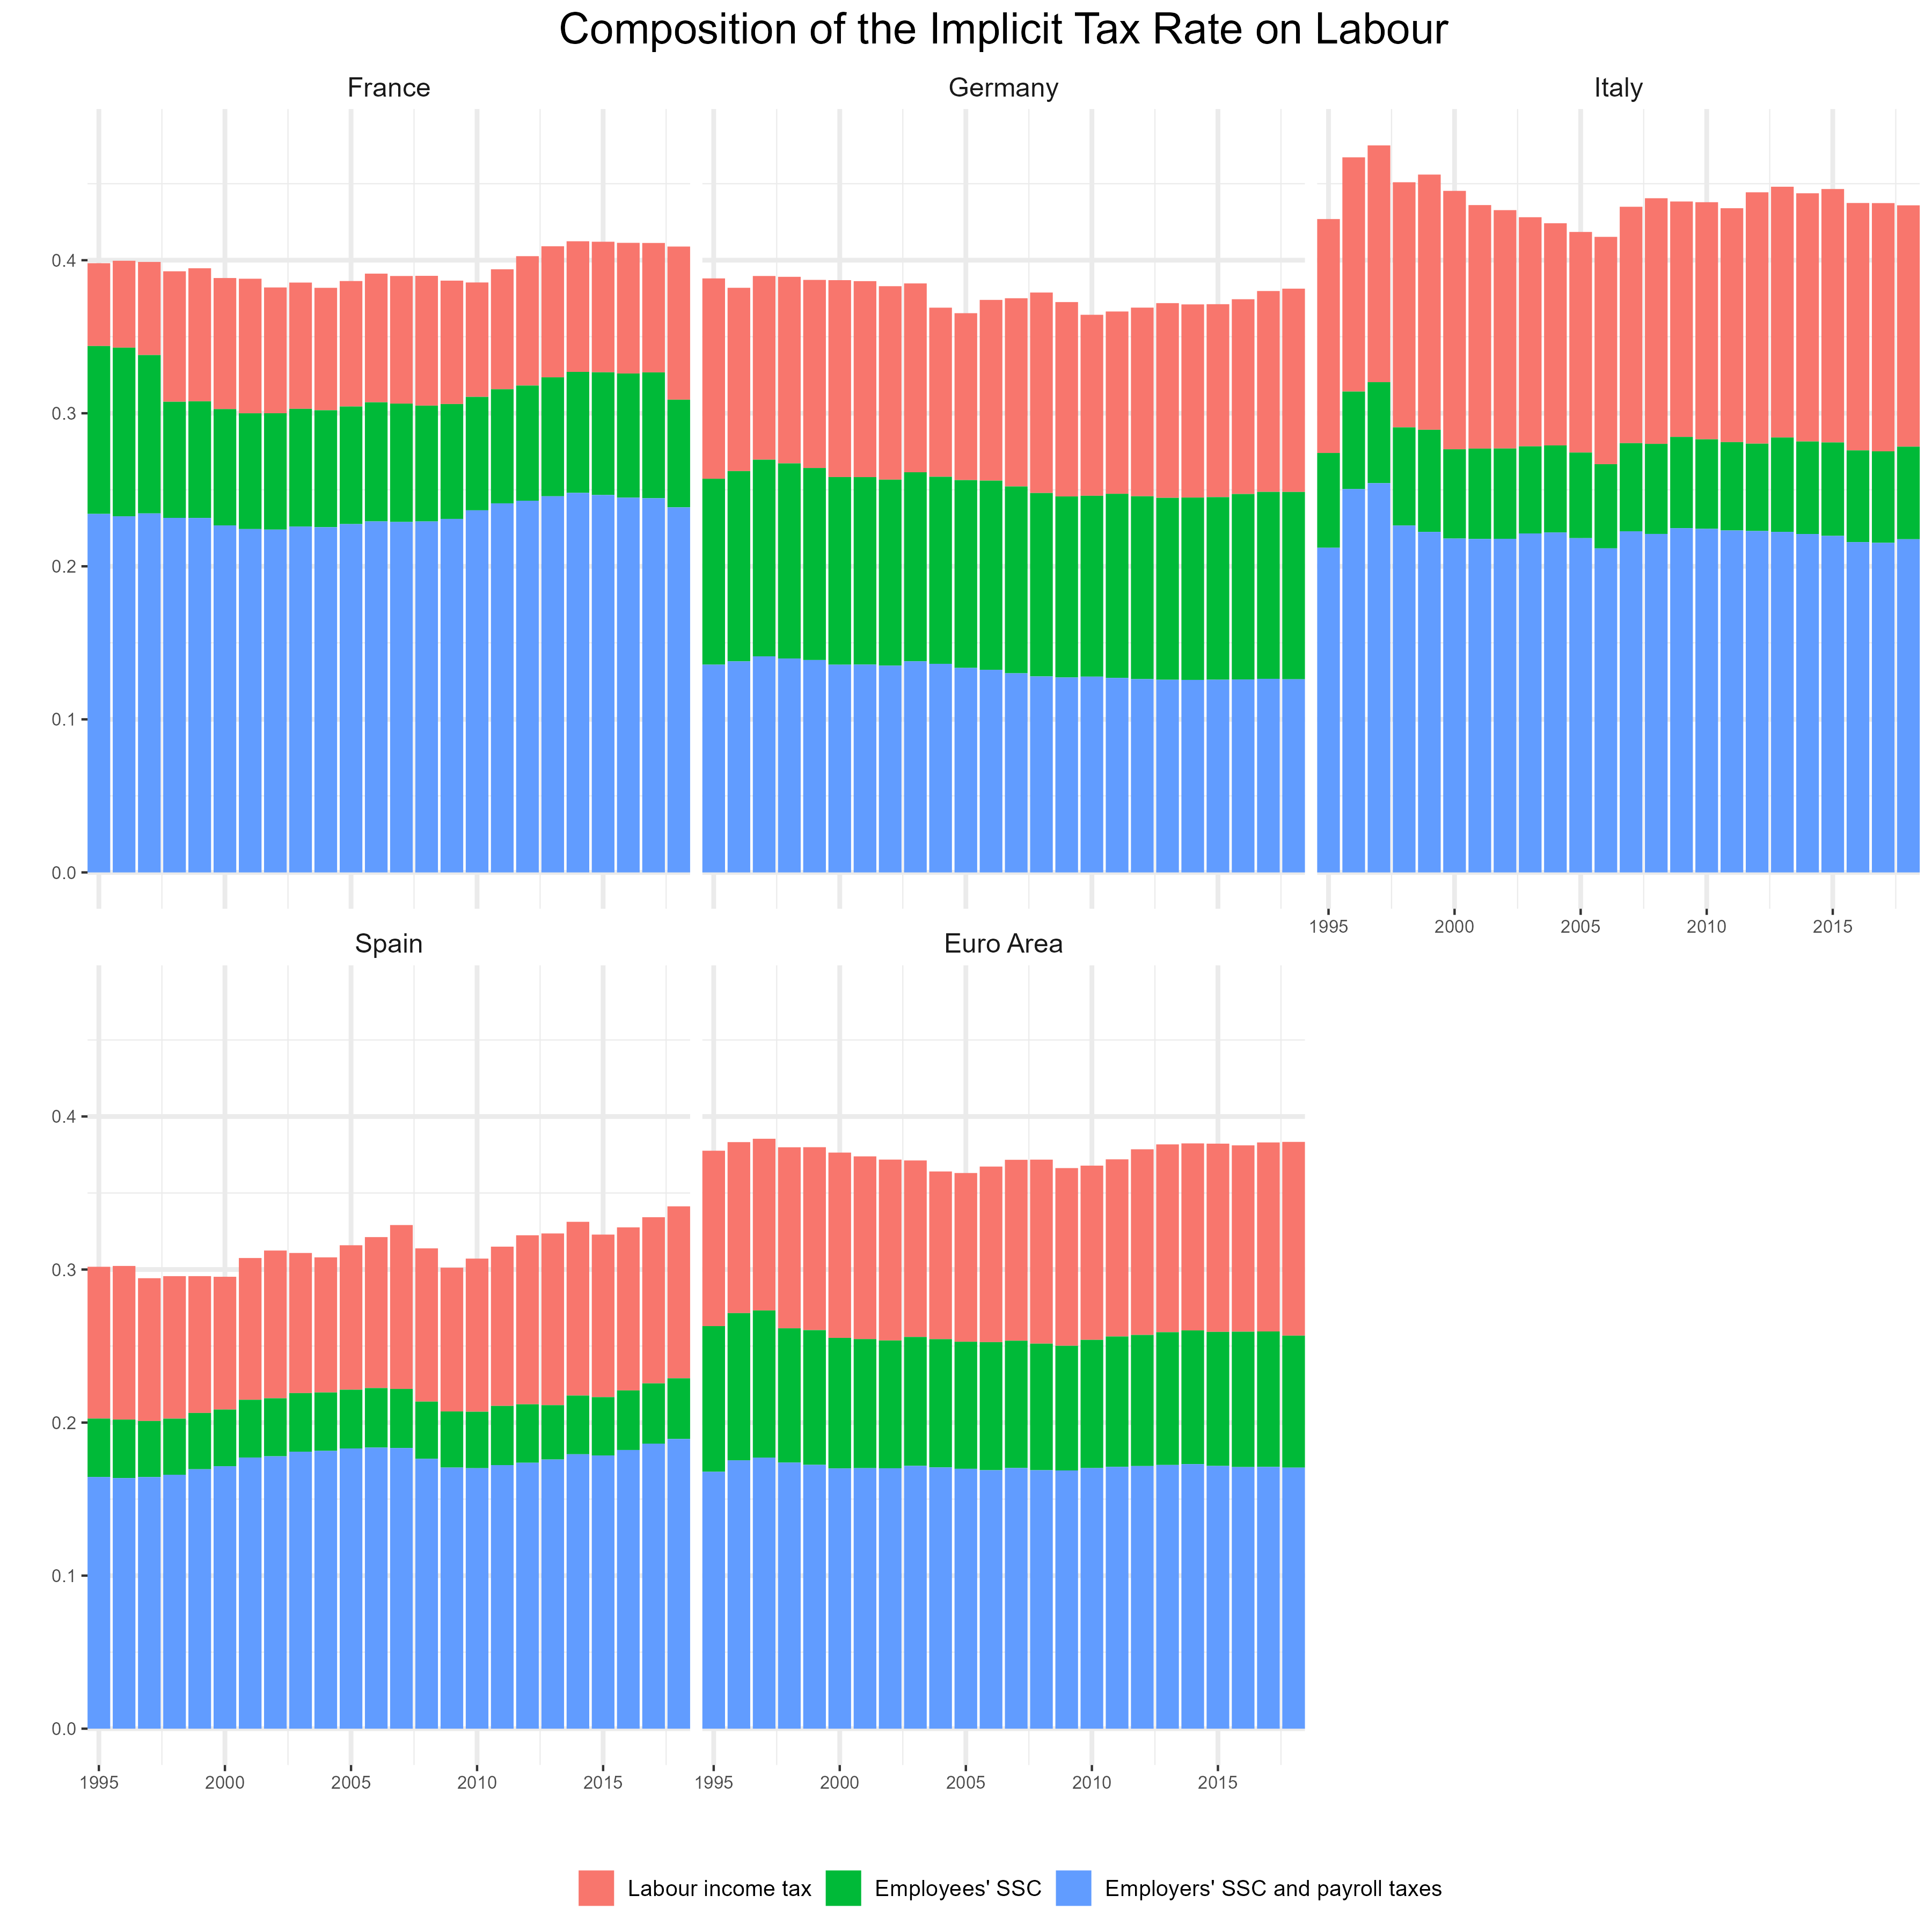 Composition of the Implicit Tax Rate on Labour
France Germany Italy
0.4
0.3
0.2
0.1
0.0
1995 2000 2005 2010 2015
Spain Euro Area
0.4
0.3
0.2
0.1
0.0
1995 2000 2005 2010 2015 1995 2000 2005 2010 2015
Labour income tax Employees' SSC Employers' SSC and payroll taxes